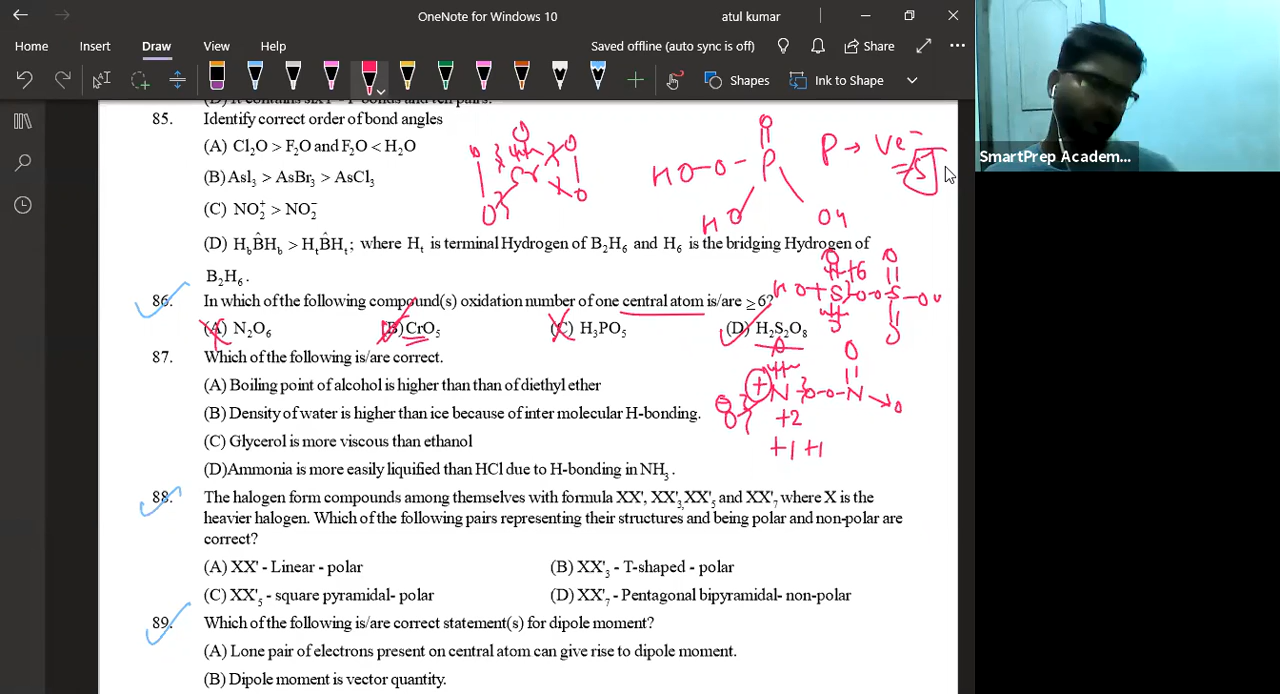 OneNote for Windows 10
atul kumar
Home Insert Draw View Help
Saved offline (auto sync is off)
Share
Shapes
Ink to Shape
SmartPrep Academ...
85. Identify correct order of bond angles
(A) Cl₂O > F₂O and F₂O < H₂O
(B) AsI₃ > AsBr₃ > AsCl₃
(C) NO₂⁺ > NO₂⁻
(D) H_bB̂H_b > H_tB̂H_t; where H_t is terminal Hydrogen of B₂H₆ and H₆ is the bridging Hydrogen of
B₂H₆.
P → Ve⁻
= 5
86. In which of the following compound(s) oxidation number of one central atom is/are ≥6?
(A) N₂O₆ (B) CrO₅ (C) H₃PO₅ (D) H₂S₂O₈
87. Which of the following is/are correct.
(A) Boiling point of alcohol is higher than than of diethyl ether
(B) Density of water is higher than ice because of inter molecular H-bonding.
(C) Glycerol is more viscous than ethanol
(D)Ammonia is more easily liquified than HCl due to H-bonding in NH₃.
+6
+2
+1 +1
88. The halogen form compounds among themselves with formula XX', XX'₃, XX'₅ and XX'₇ where X is the
heavier halogen. Which of the following pairs representing their structures and being polar and non-polar are
correct?
(A) XX' - Linear - polar (B) XX'₃ - T-shaped - polar
(C) XX'₅ - square pyramidal- polar (D) XX'₇ - Pentagonal bipyramidal- non-polar
89. Which of the following is/are correct statement(s) for dipole moment?
(A) Lone pair of electrons present on central atom can give rise to dipole moment.
(B) Dipole moment is vector quantity.